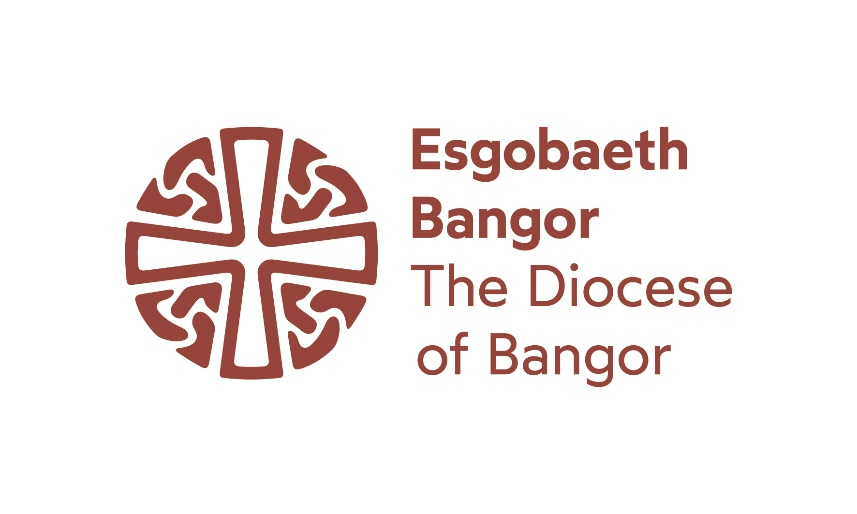 Esgobaeth
Bangor
The Diocese
of Bangor